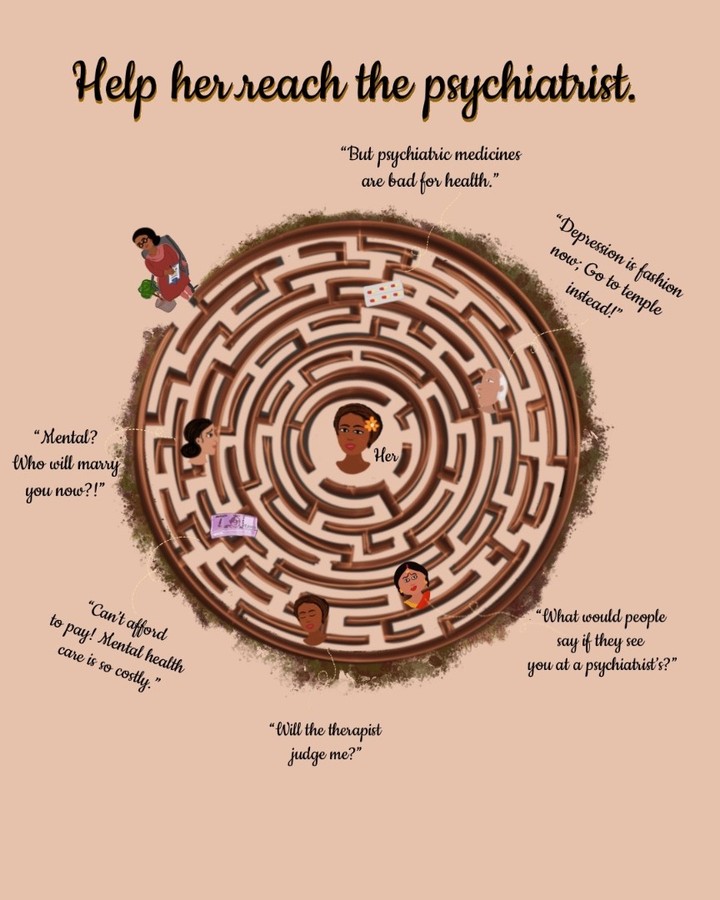 Help her reach the psychiatrist.
“But psychiatric medicines
are bad for health.”
“Depression is fashion
now; Go to temple
instead!”
“Mental?
Who will marry
you now?!”
Her
“Can't afford
to pay! Mental health
care is so costly.”
“What would people
say if they see
you at a psychiatrist's?”
“Will the therapist
judge me?”